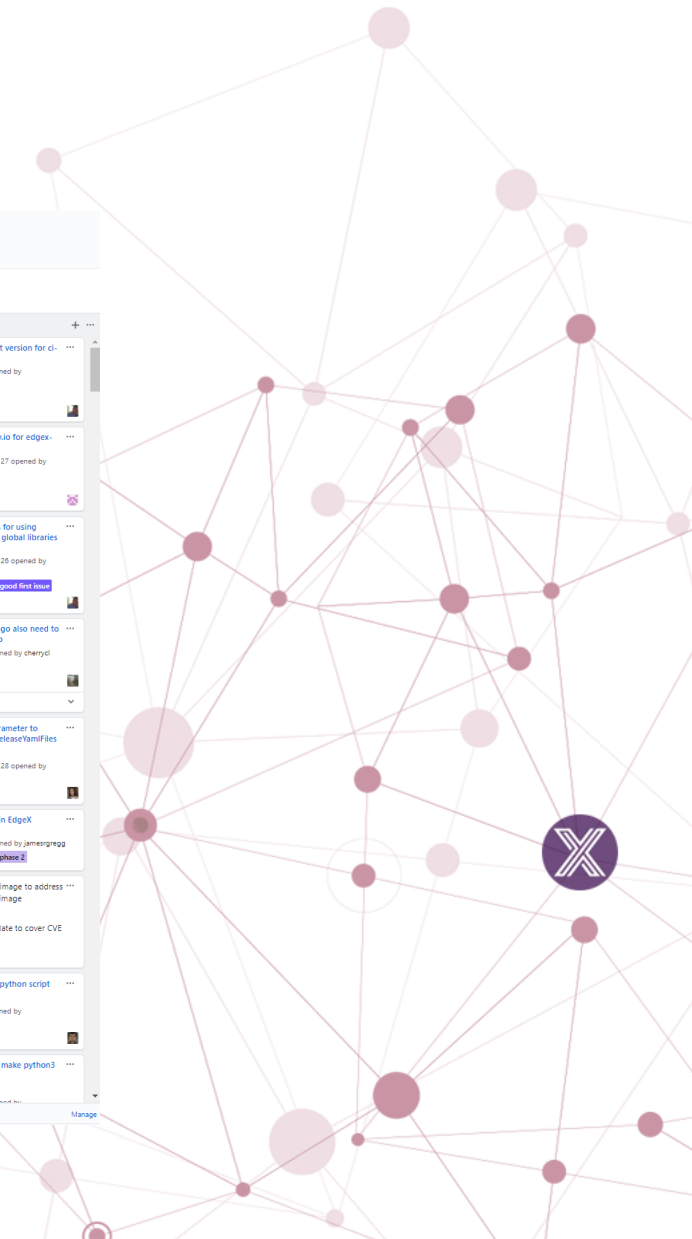 t version for ci-
ned by
.io for edgex-
27 opened by
for using
global libraries
26 opened by
good first issue
go also need to
ned by cherrycl
rameter to
eleaseYamlFiles
28 opened by
in EdgeX
ned by jamesrgregg
phase 2
image to address
image
late to cover CVE
python script
ned by
make python3
Manage